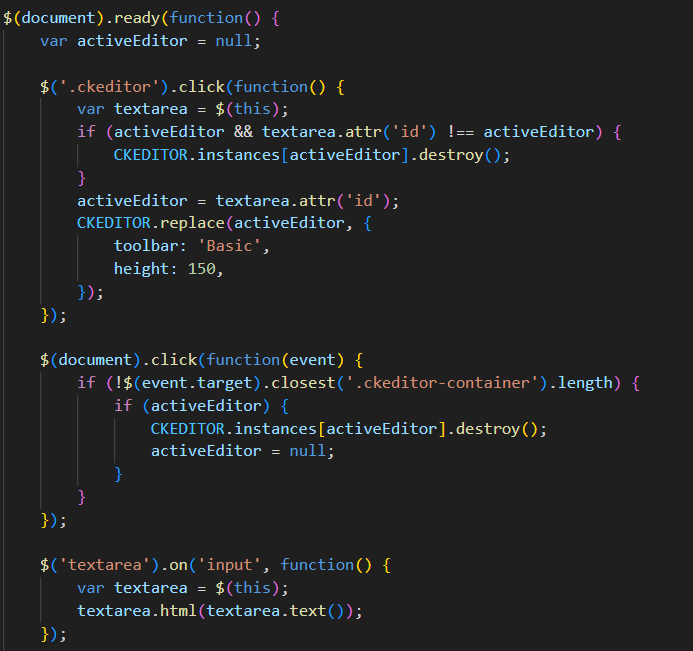 $(document).ready(function() {
    var activeEditor = null;

    $('.ckeditor').click(function() {
        var textarea = $(this);
        if (activeEditor && textarea.attr('id') !== activeEditor) {
            CKEDITOR.instances[activeEditor].destroy();
        }
        activeEditor = textarea.attr('id');
        CKEDITOR.replace(activeEditor, {
            toolbar: 'Basic',
            height: 150,
        });
    });

    $(document).click(function(event) {
        if (!$(event.target).closest('.ckeditor-container').length) {
            if (activeEditor) {
                CKEDITOR.instances[activeEditor].destroy();
                activeEditor = null;
            }
        }
    });

    $('textarea').on('input', function() {
        var textarea = $(this);
        textarea.html(textarea.text());
    });